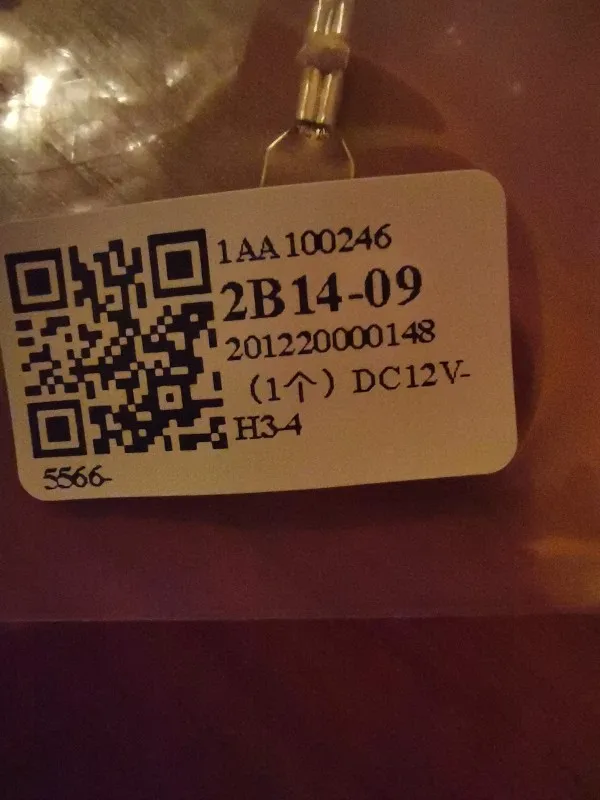 1AA100246
2B14-09
201220000148
（1个）DC12V-
H3-4
5566-